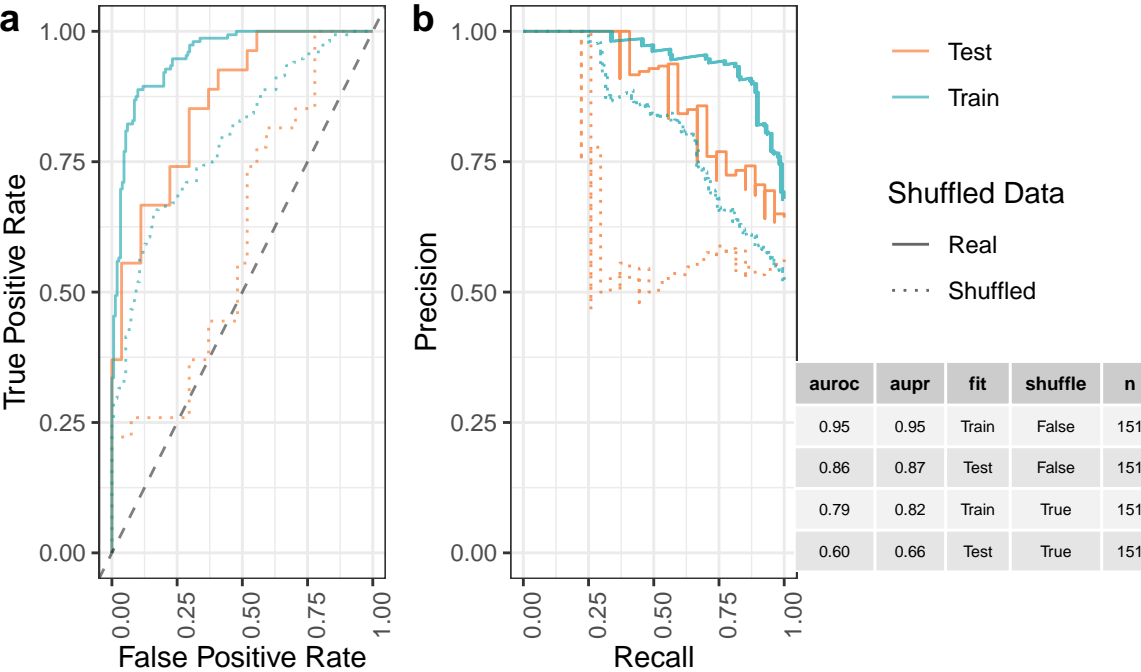 a
True Positive Rate
1.00
0.75
0.50
0.25
0.00
0.00
0.25
0.50
0.75
1.00
False Positive Rate
b
Precision
1.00
0.75
0.50
0.25
0.00
0.00
0.25
0.50
0.75
1.00
Recall
Test
Train
Shuffled Data
Real
Shuffled
auroc aupr fit shuffle n
0.95 0.95 Train False 151
0.86 0.87 Test False 151
0.79 0.82 Train True 151
0.60 0.66 Test True 151